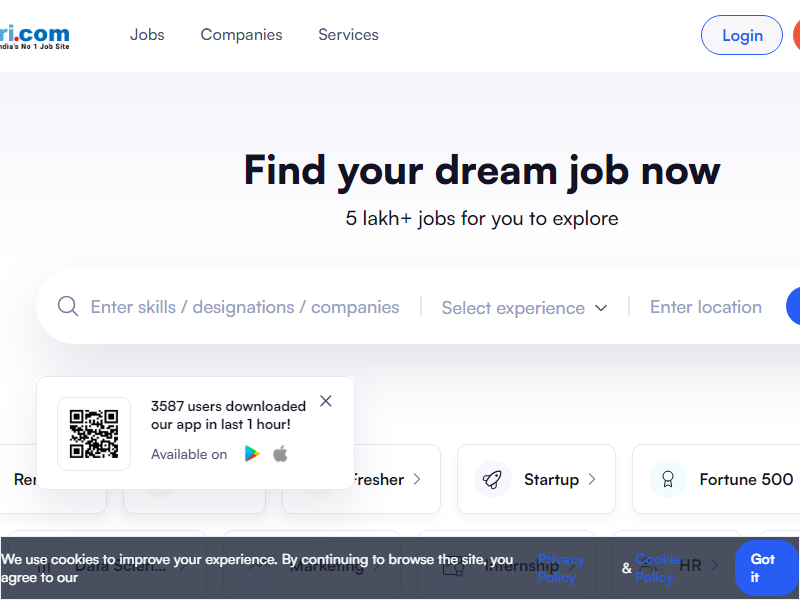 ri.com
India's No 1 Job Site
Jobs
Companies
Services
Login
Find your dream job now
5 lakh+ jobs for you to explore
Enter skills / designations / companies
Select experience
Enter location
3587 users downloaded
our app in last 1 hour!
Available on
Fresher
Startup
Fortune 500
We use cookies to improve your experience. By continuing to browse the site, you
agree to our
Privacy
Policy
&
Cookie
Policy
Got
it
Data Scien...
Marketing
Internship
HR